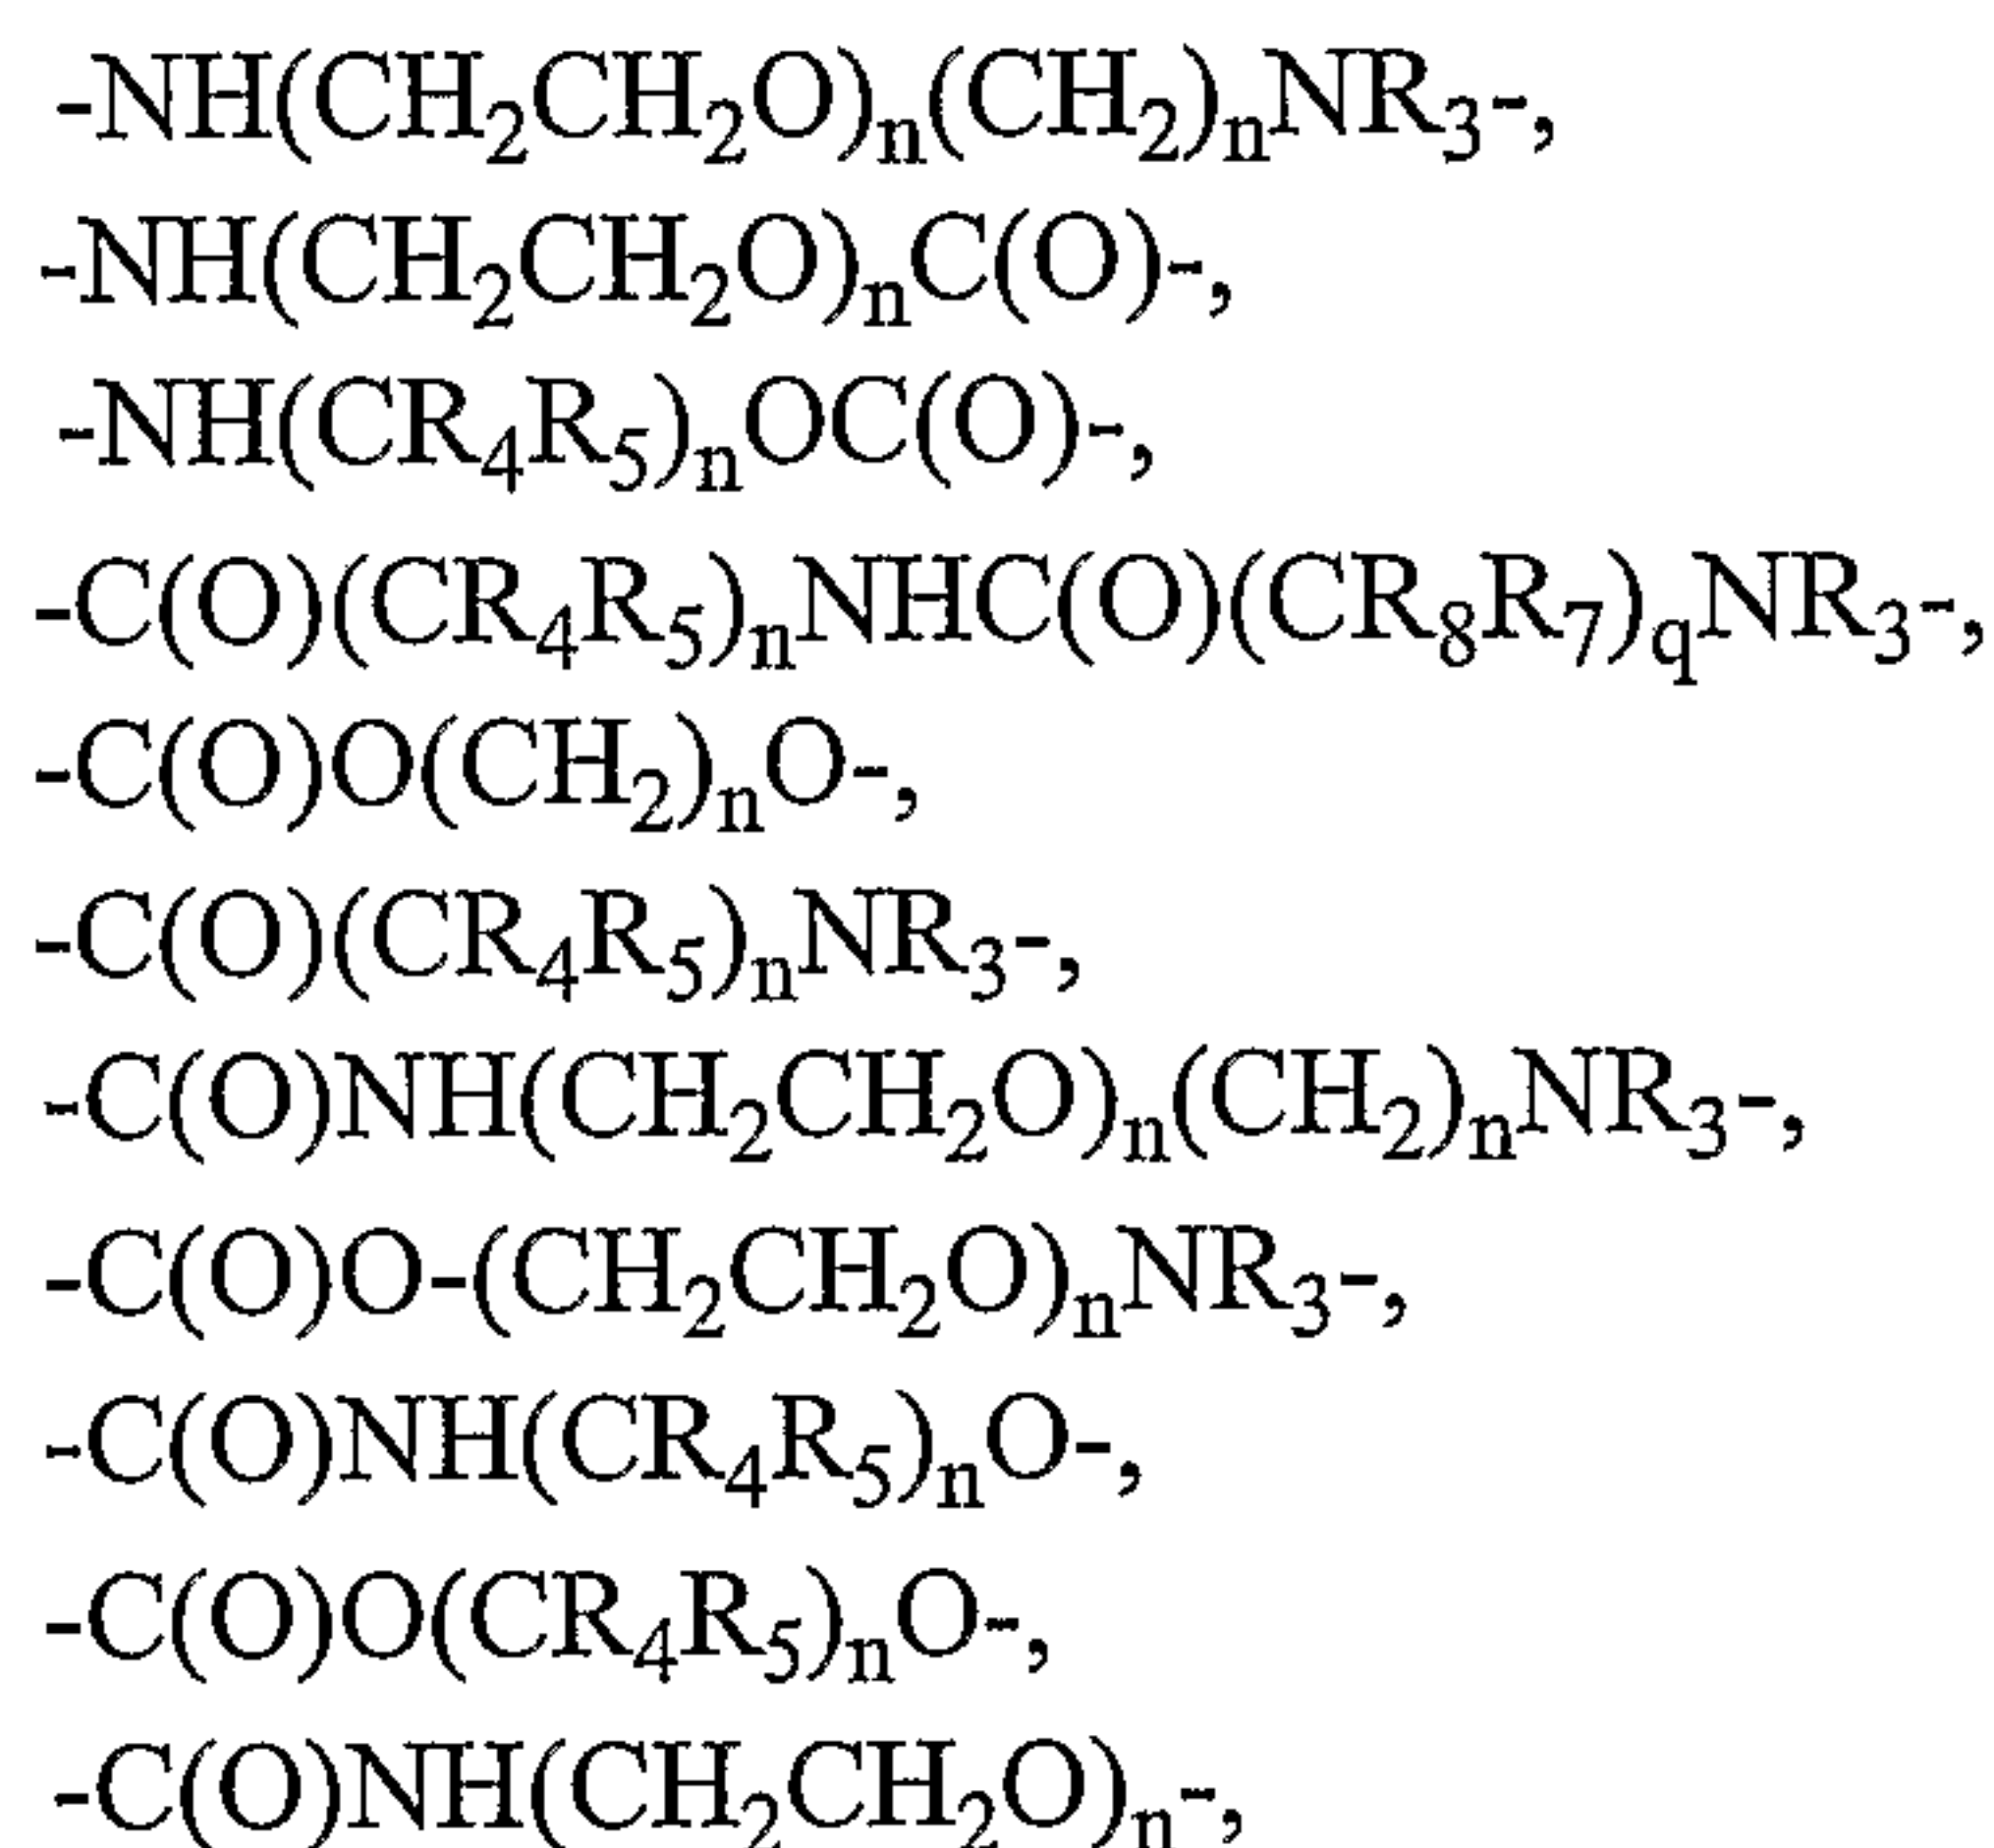 -NH(CH₂CH₂O)ₙ(CH₂)ₙNR₃-,
-NH(CH₂CH₂O)ₙC(O)-,
-NH(CR₄R₅)ₙOC(O)-,
-C(O)(CR₄R₅)ₙNHC(O)(CR₈R₇)qNR₃-,
-C(O)O(CH₂)ₙO-,
-C(O)(CR₄R₅)ₙNR₃-,
-C(O)NH(CH₂CH₂O)ₙ(CH₂)ₙNR₃-,
-C(O)O-(CH₂CH₂O)ₙNR₃-,
-C(O)NH(CR₄R₅)ₙO-,
-C(O)O(CR₄R₅)ₙO-,
-C(O)NH(CH₂CH₂O)ₙ-,